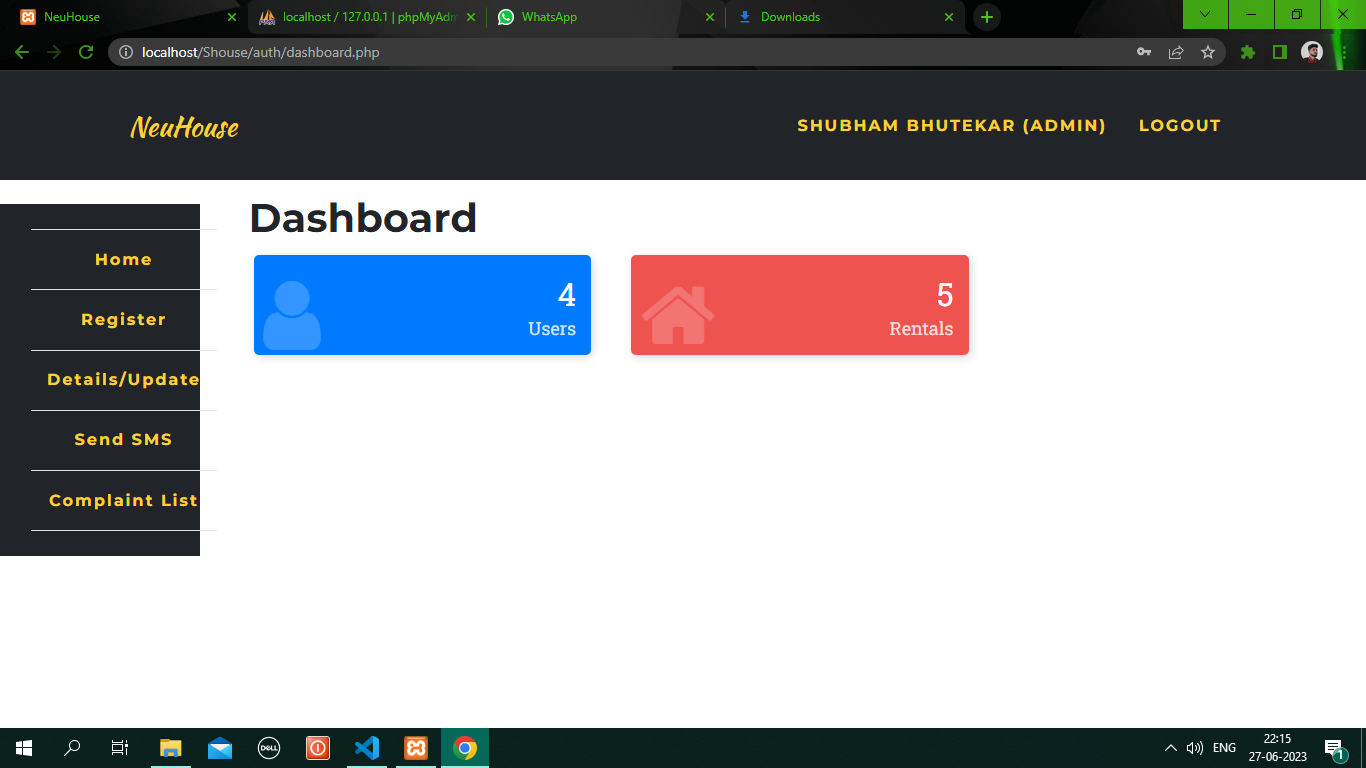 NeuHouse
localhost / 127.0.0.1 | phpMyAdm
WhatsApp
Downloads
localhost/Shouse/auth/dashboard.php
NeuHouse
SHUBHAM BHUTEKAR (ADMIN)
LOGOUT
Dashboard
Home
Register
Details/Update
Send SMS
Complaint List
4
Users
5
Rentals
DELL
ENG
22:15
27-06-2023
1